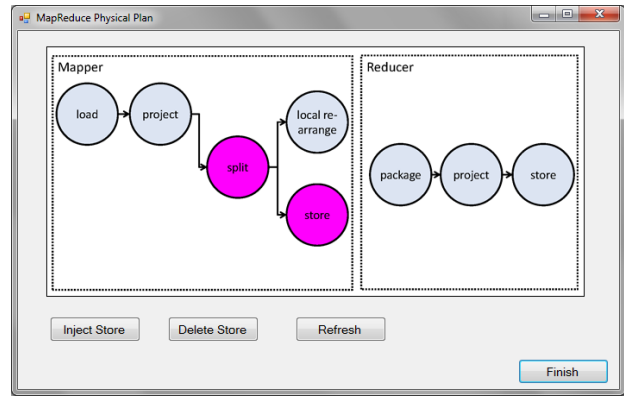 MapReduce Physical Plan
Mapper
Reducer
load
project
local re-
arrange
split
store
package
project
store
Inject Store
Delete Store
Refresh
Finish